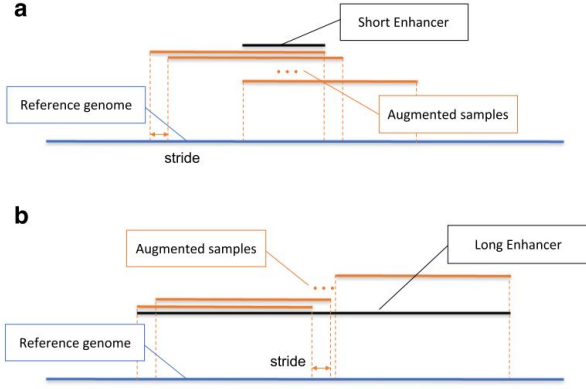 a
Short Enhancer
Reference genome
Augmented samples
stride
b
Augmented samples
Long Enhancer
Reference genome
stride